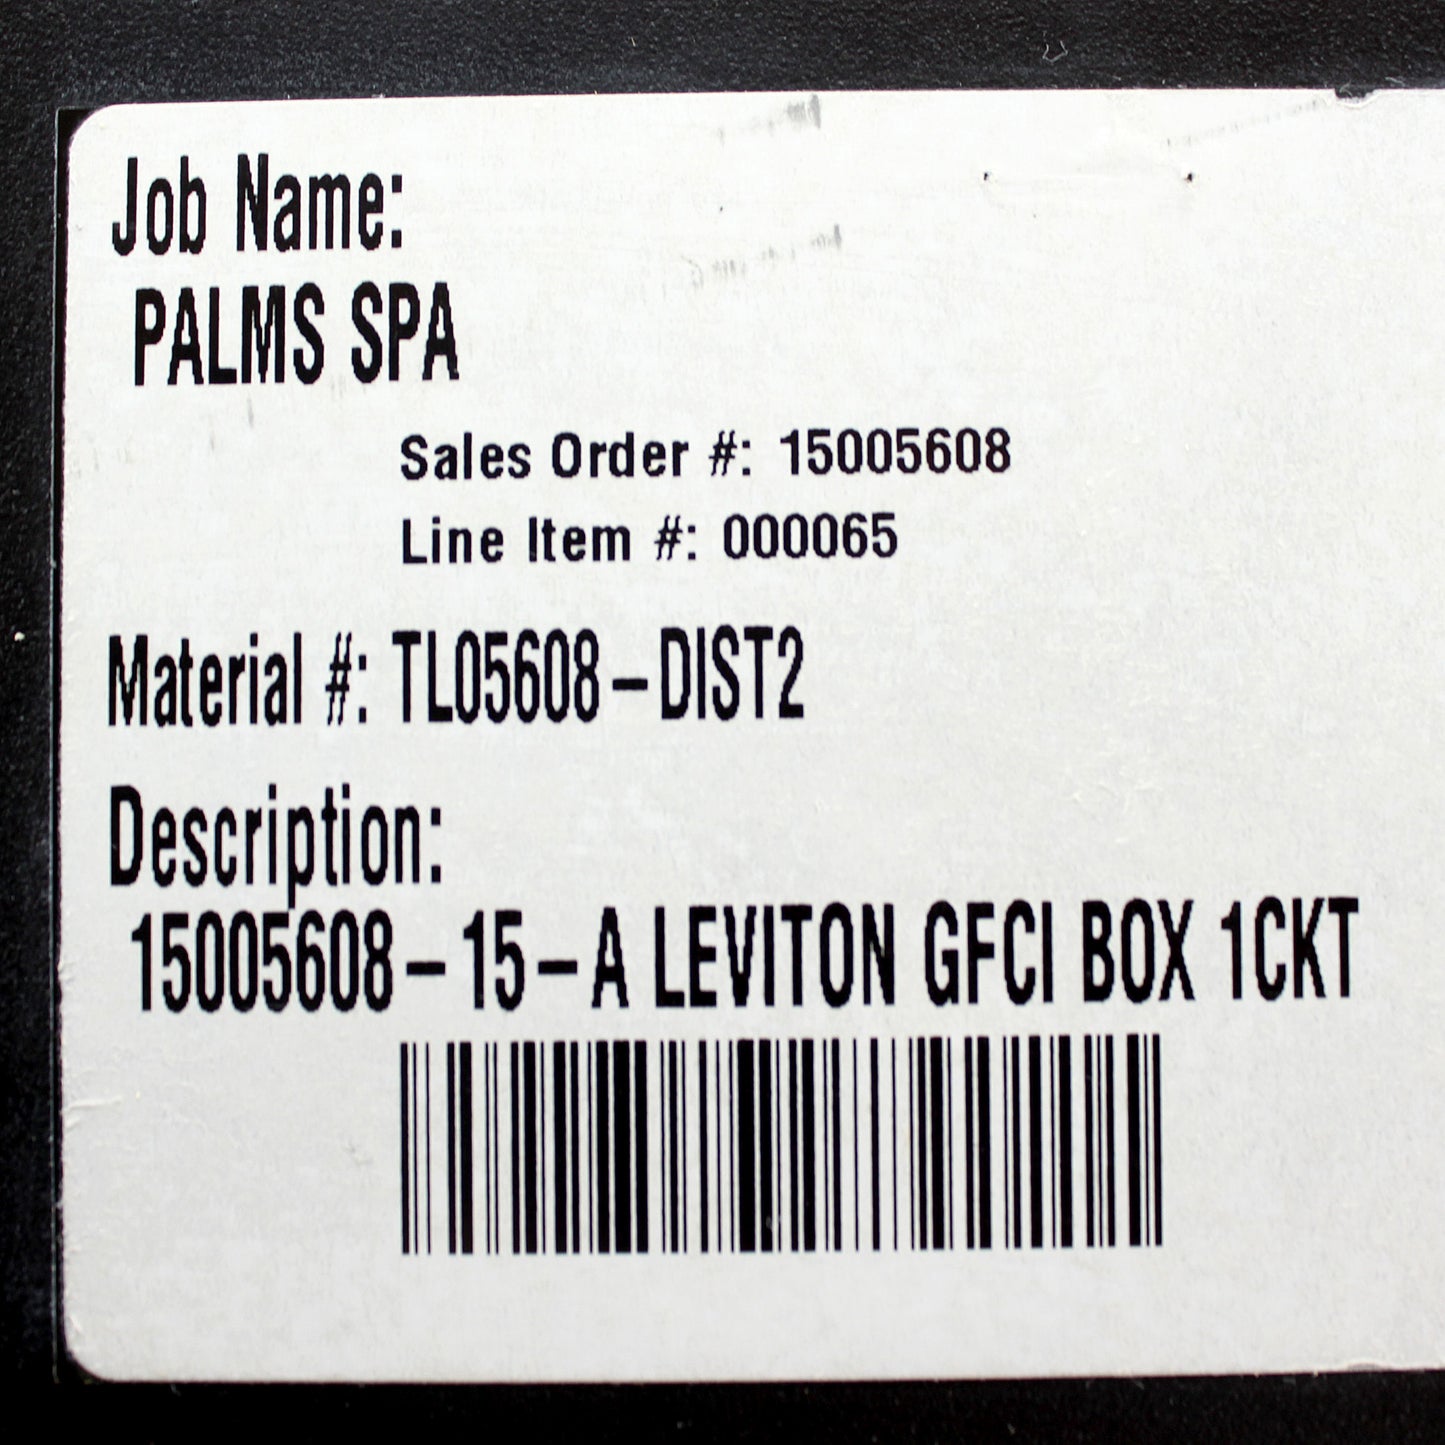 Job Name:
PALMS SPA
Sales Order #: 15005608
Line Item #: 000065
Material #: TL05608-DIST2
Description:
15005608-15-A LEVITON GFCI BOX 1CKT